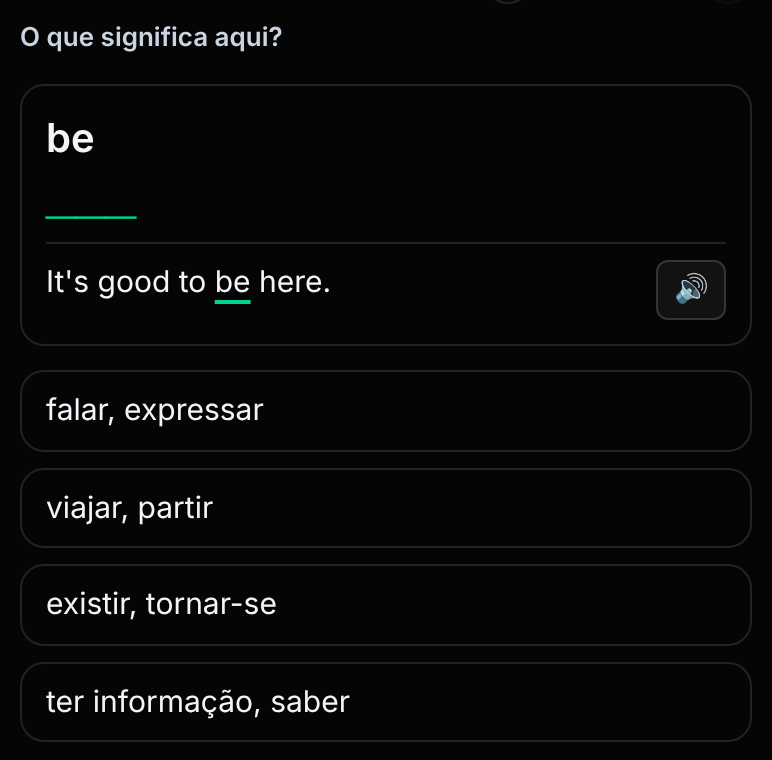 O que significa aqui?
be
It's good to be here.
falar, expressar
viajar, partir
existir, tornar-se
ter informação, saber